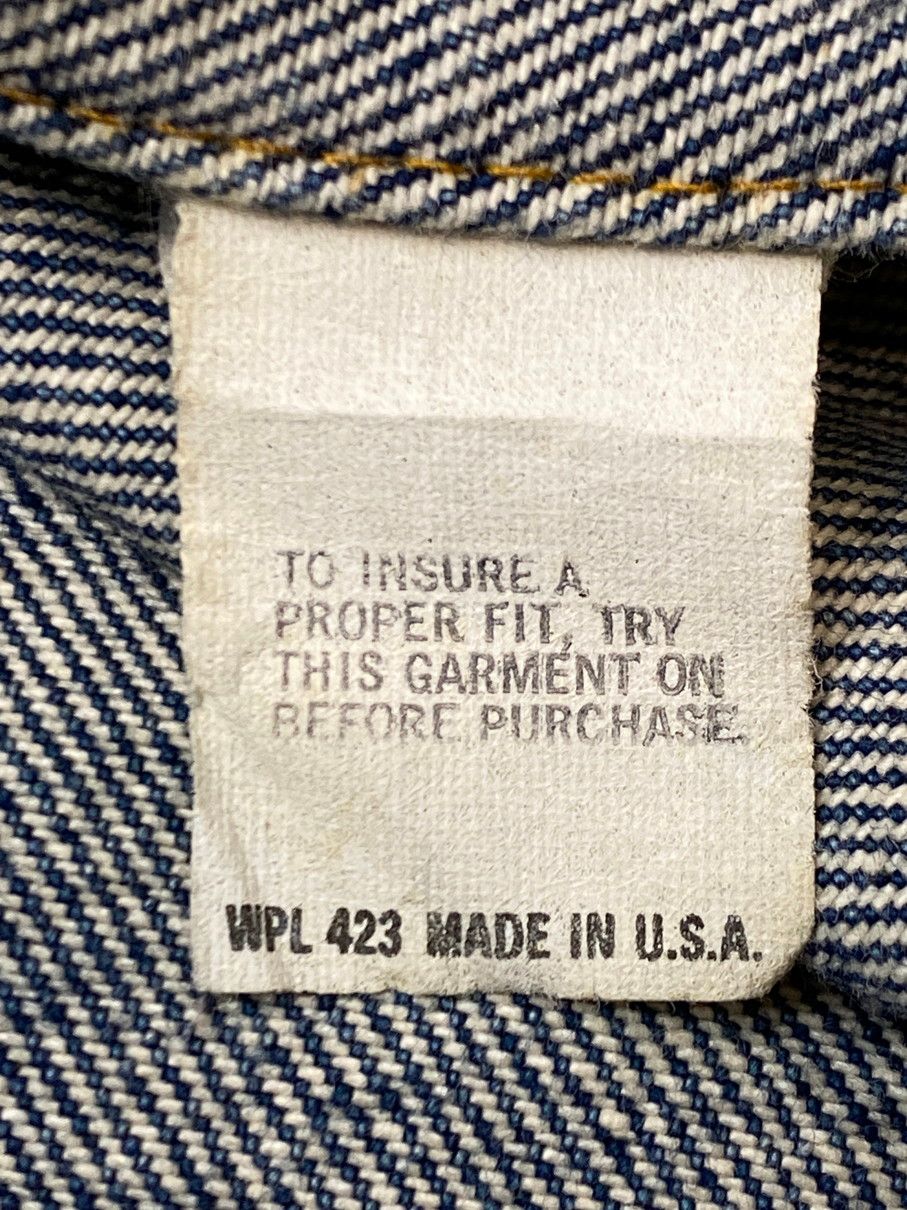 TO INSURE A
PROPER FIT, TRY
THIS GARMENT ON
BEFORE PURCHASE.
WPL 423 MADE IN U.S.A.